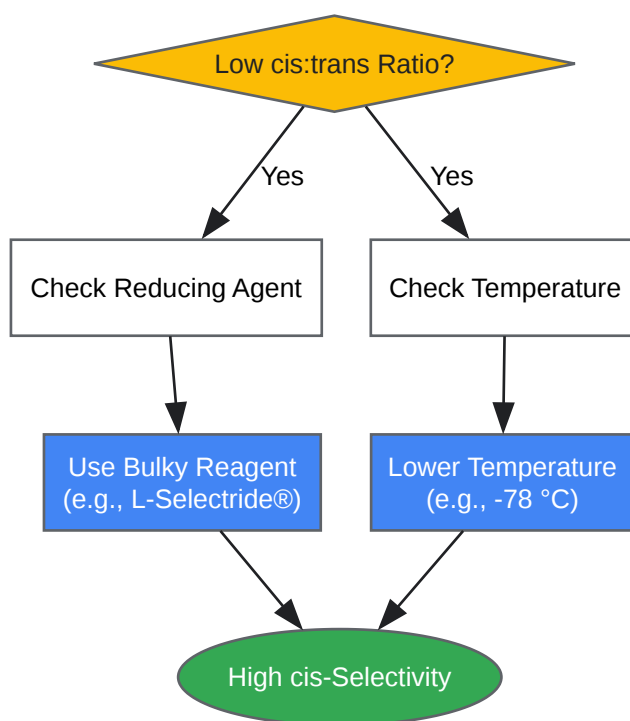 Low cis:trans Ratio?
Yes
Yes
Check Reducing Agent
Check Temperature
Use Bulky Reagent
(e.g., L-Selectride®)
Lower Temperature
(e.g., -78 °C)
High cis-Selectivity